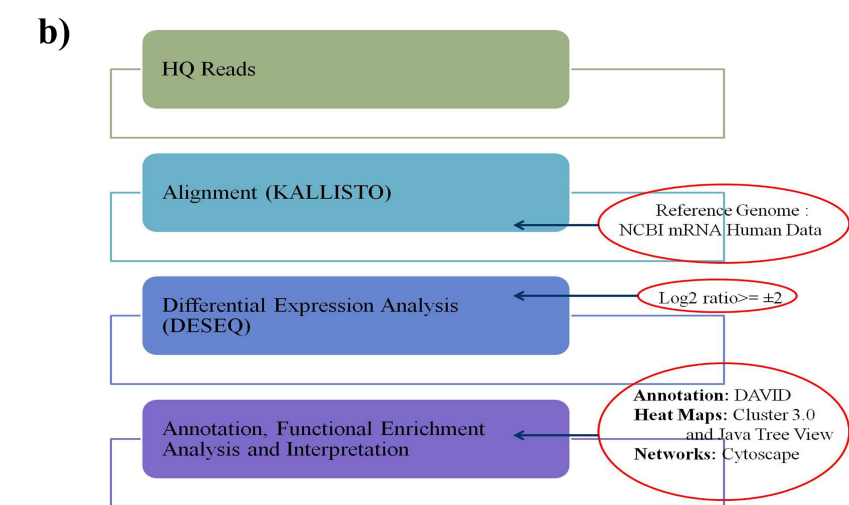 b)
HQ Reads
Alignment (KALLISTO)
Reference Genome :
NCBI mRNA Human Data
Differential Expression Analysis
(DESEQ)
Log2 ratio>= ±2
Annotation, Functional Enrichment
Analysis and Interpretation
Annotation: DAVID
Heat Maps: Cluster 3.0
and Java Tree View
Networks: Cytoscape